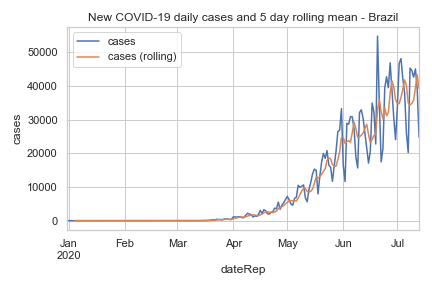 New COVID-19 daily cases and 5 day rolling mean - Brazil
cases
cases (rolling)
50000
40000
30000
20000
10000
0
cases
Jan Feb Mar Apr May Jun Jul
2020
dateRep